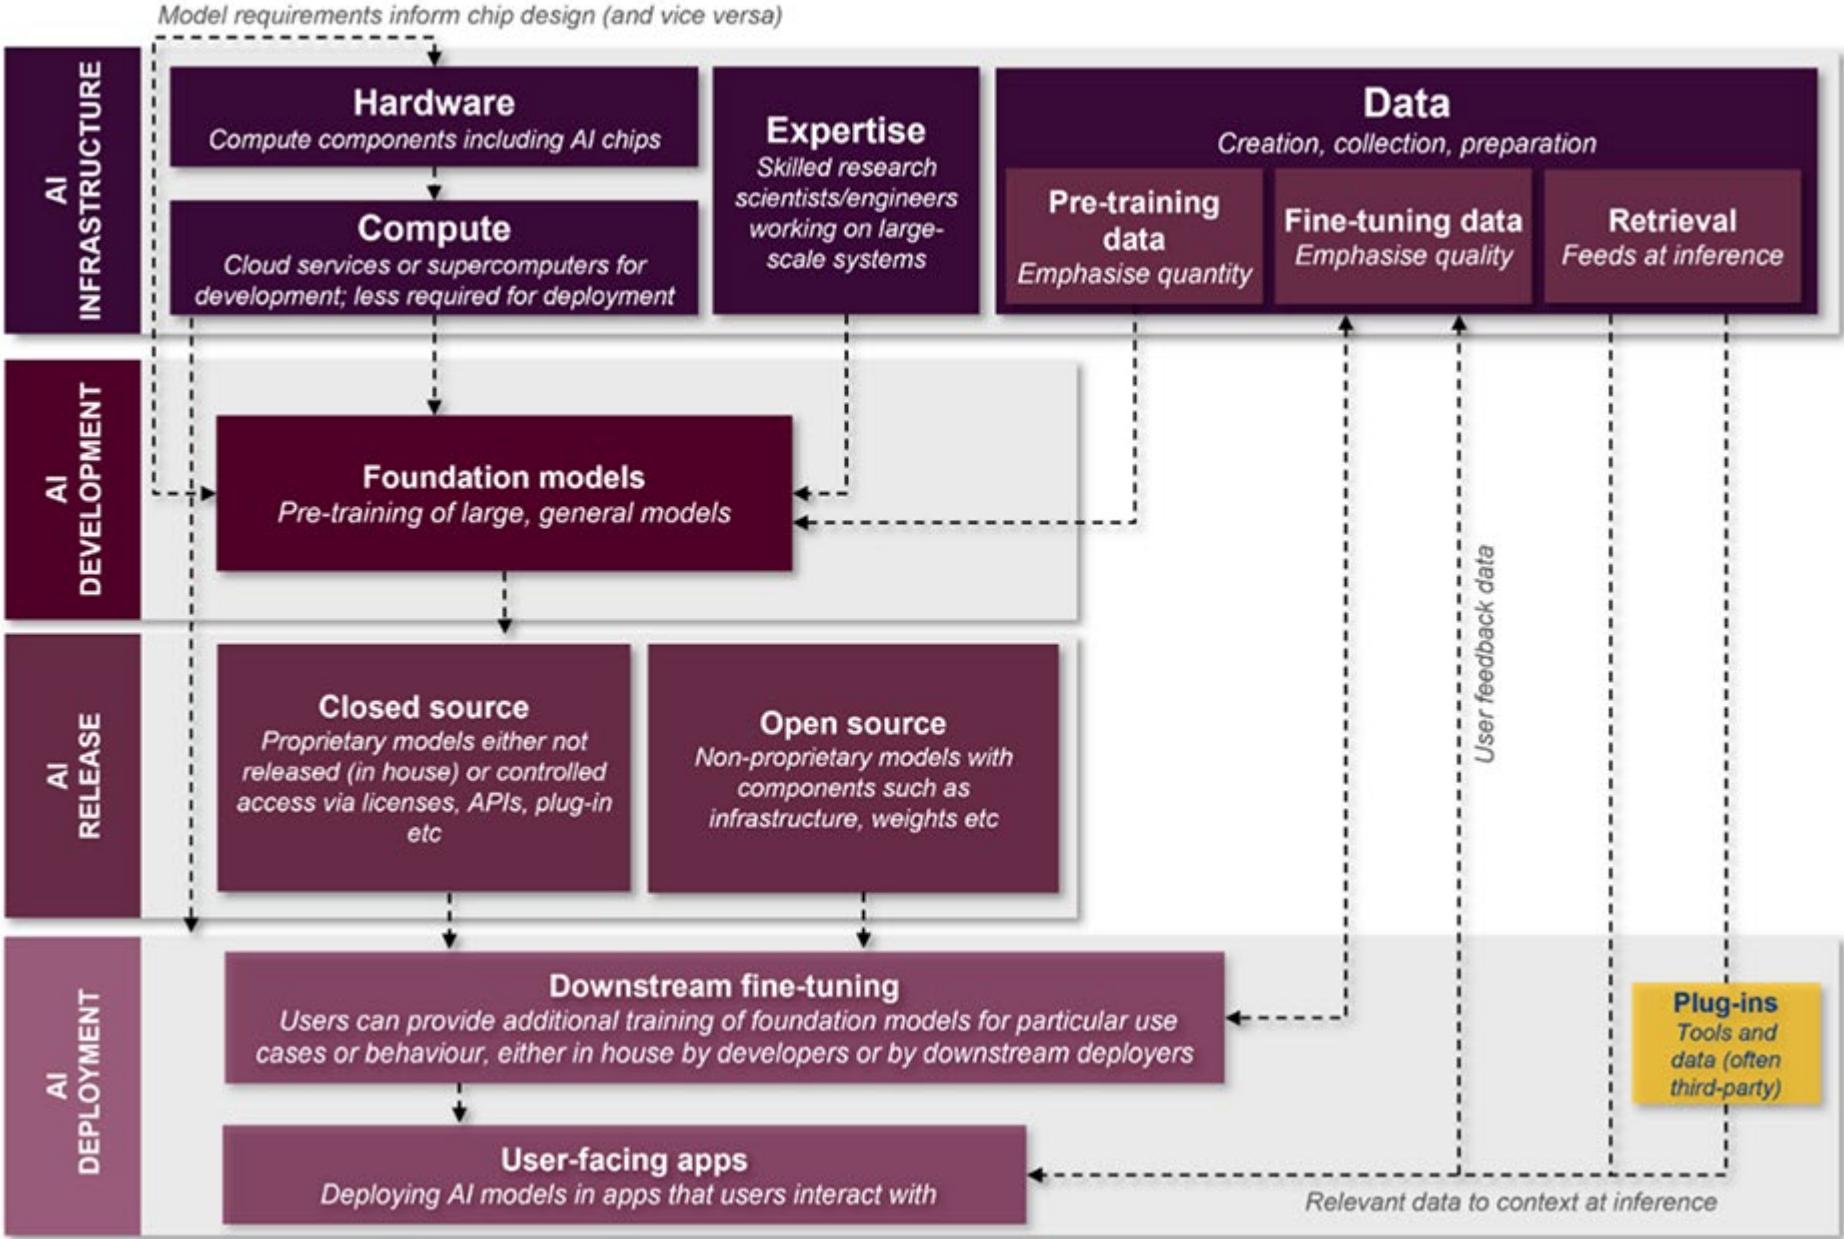 Model requirements inform chip design (and vice versa)
AI
INFRASTRUCTURE
Hardware
Compute components including AI chips
Compute
Cloud services or supercomputers for
development; less required for deployment
Expertise
Skilled research
scientists/engineers
working on large-
scale systems
Data
Creation, collection, preparation
Pre-training
data
Emphasise quantity
Fine-tuning data
Emphasise quality
Retrieval
Feeds at inference
AI
DEVELOPMENT
Foundation models
Pre-training of large, general models
AI
RELEASE
Closed source
Proprietary models either not
released (in house) or controlled
access via licenses, APIs, plug-in
etc
Open source
Non-proprietary models with
components such as
infrastructure, weights etc
User feedback data
AI
DEPLOYMENT
Downstream fine-tuning
Users can provide additional training of foundation models for particular use
cases or behaviour, either in house by developers or by downstream deployers
Plug-ins
Tools and
data (often
third-party)
User-facing apps
Deploying AI models in apps that users interact with
Relevant data to context at inference